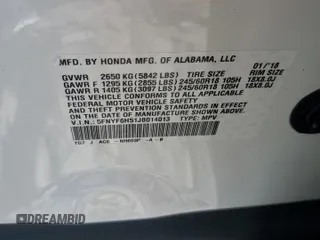 MFD. BY HONDA MFG. OF ALABAMA, LLC 01/'18
GVWR 2650 KG (5842 LBS) TIRE SIZE RIM SIZE
GAWR F 1295 KG (2855 LBS) 245/60R18 105H 18X8.0J
GAWR R 1405 KG (3097 LBS) 245/60R18 105H 18X8.0J
THIS VEHICLE CONFORMS TO ALL APPLICABLE
FEDERAL MOTOR VEHICLE SAFETY AND
THEFT PREVENTION STANDARDS IN EFFECT ON
THE DATE OF MANUFACTURE SHOWN ABOVE.
V.I.N.: 5FNYF6H51JB014013 TYPE: MPV
TG7 J AC6 -A -B
DREAMBID